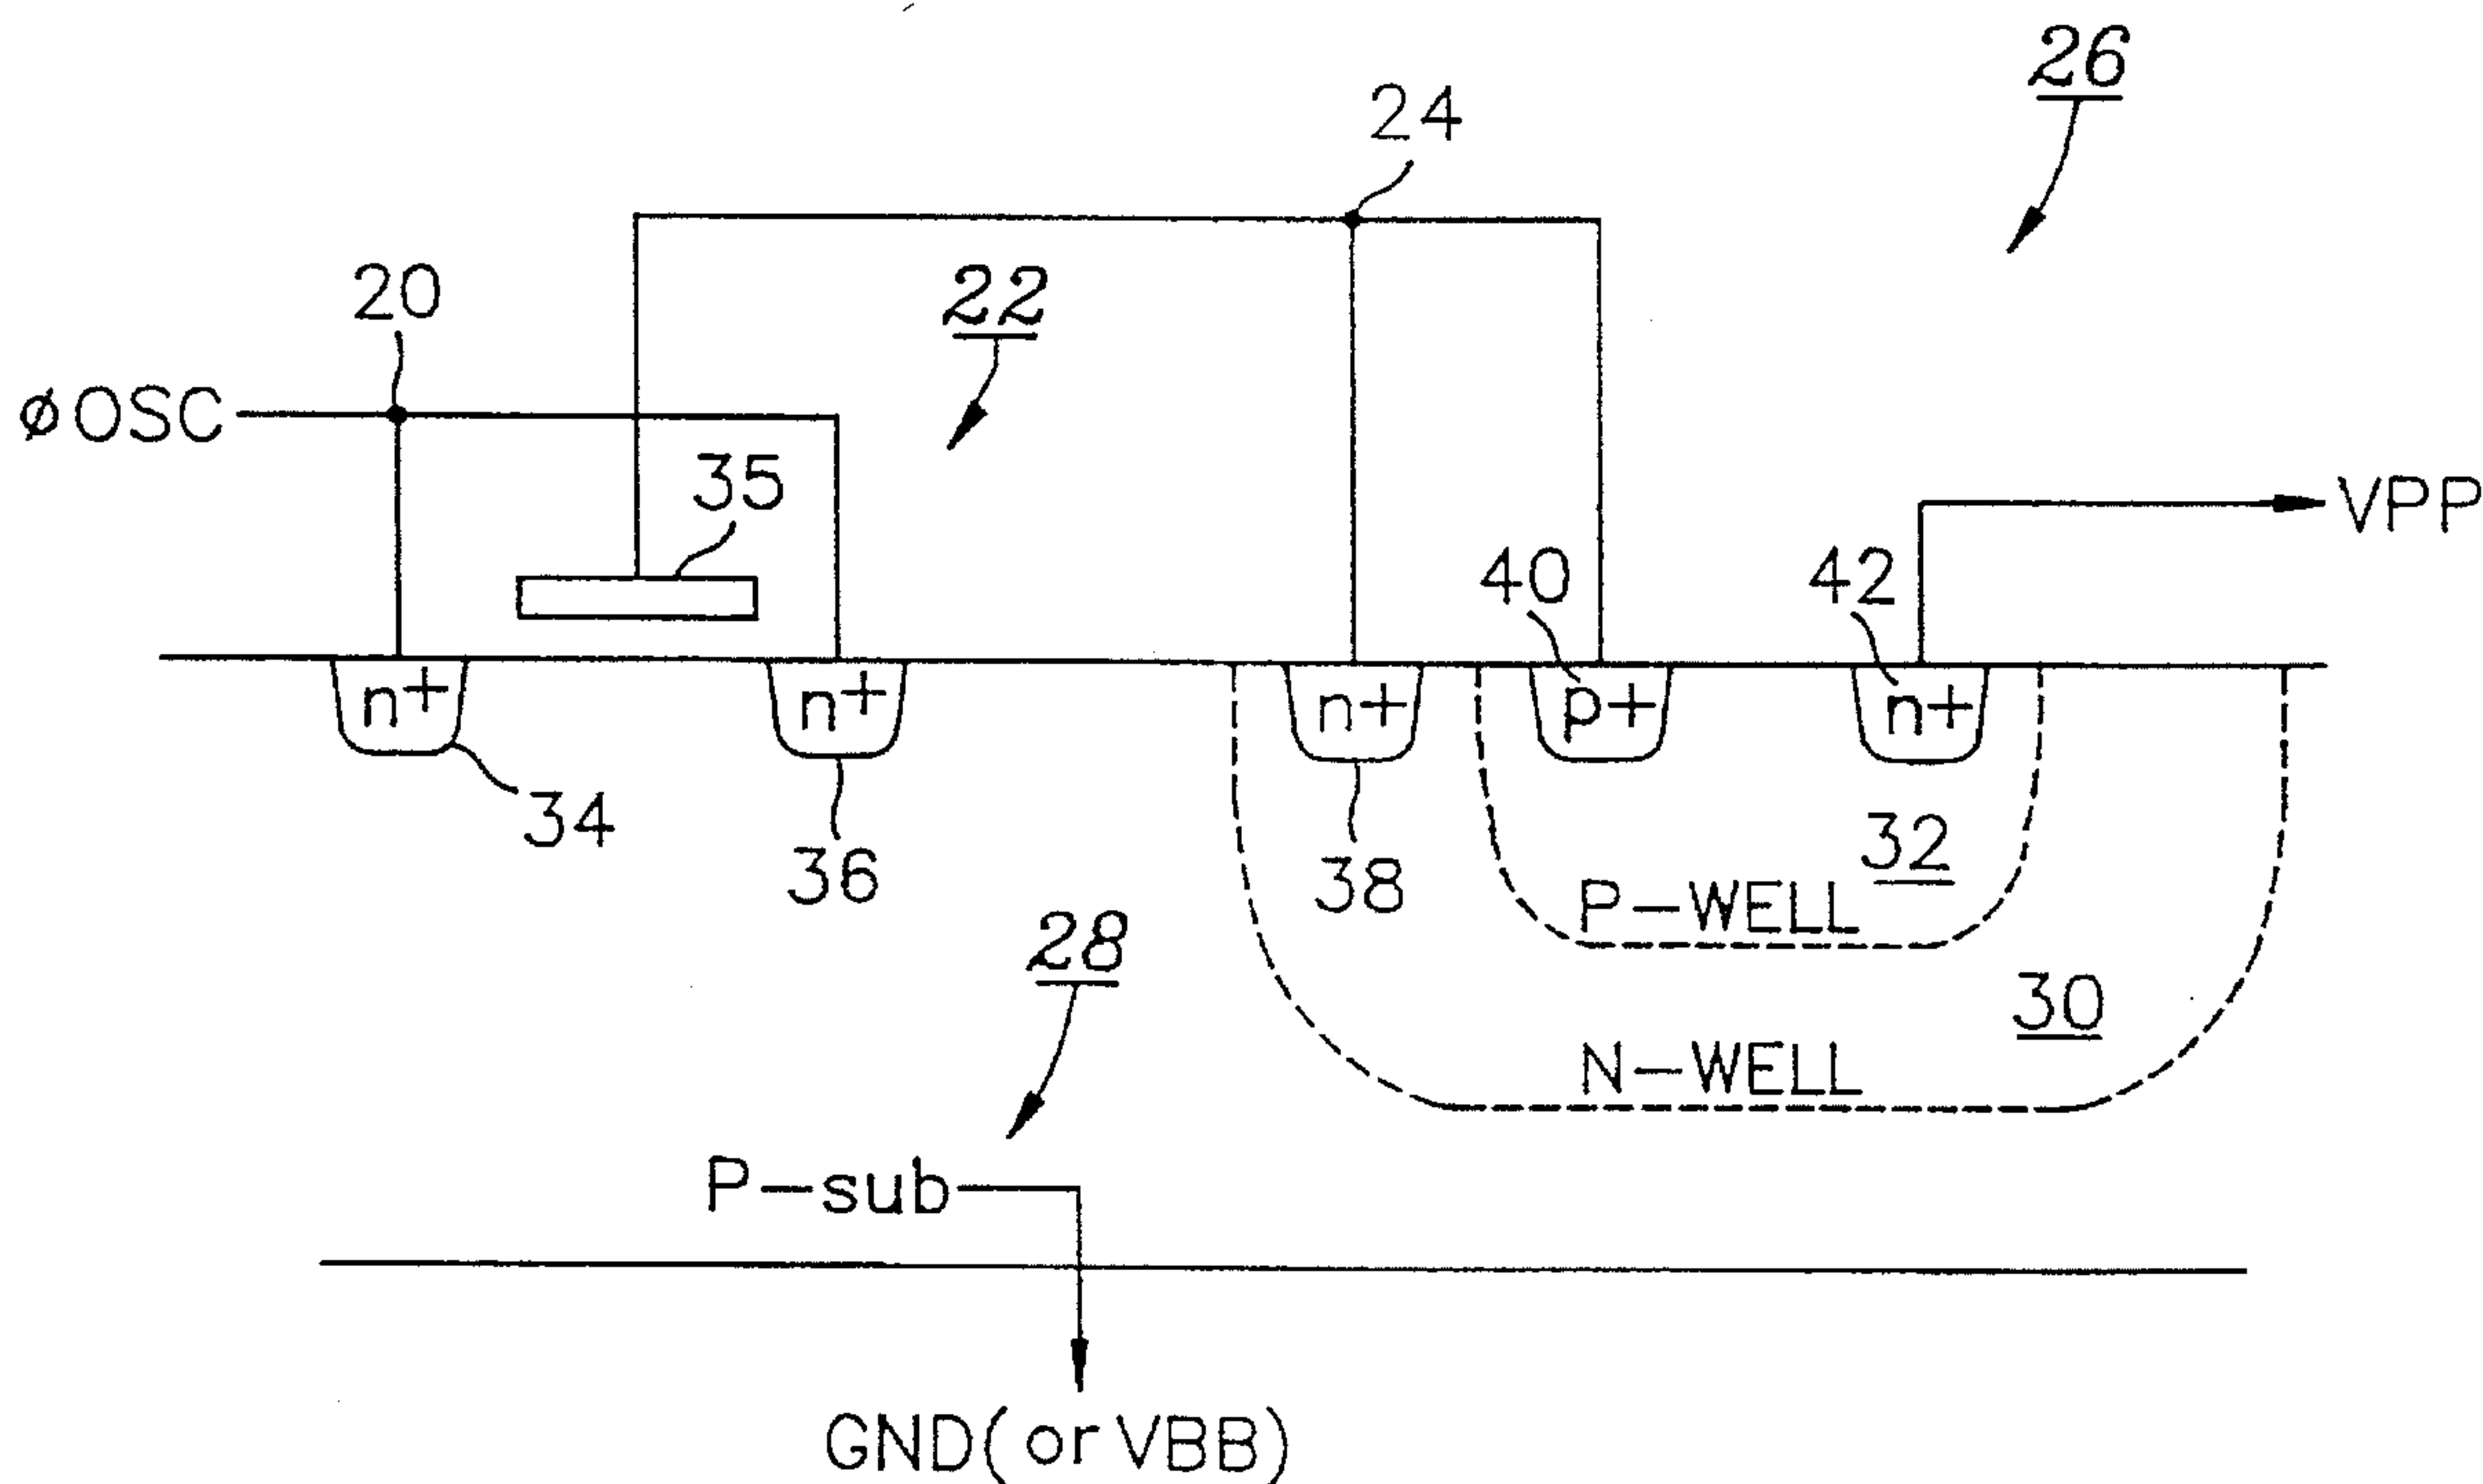 26
24
20
22
øOSC
35
VPP
40
42
n+
n+
n+
p+
n+
34
36
38
32
P-WELL
28
30
N-WELL
P-sub
GND(or VBB)